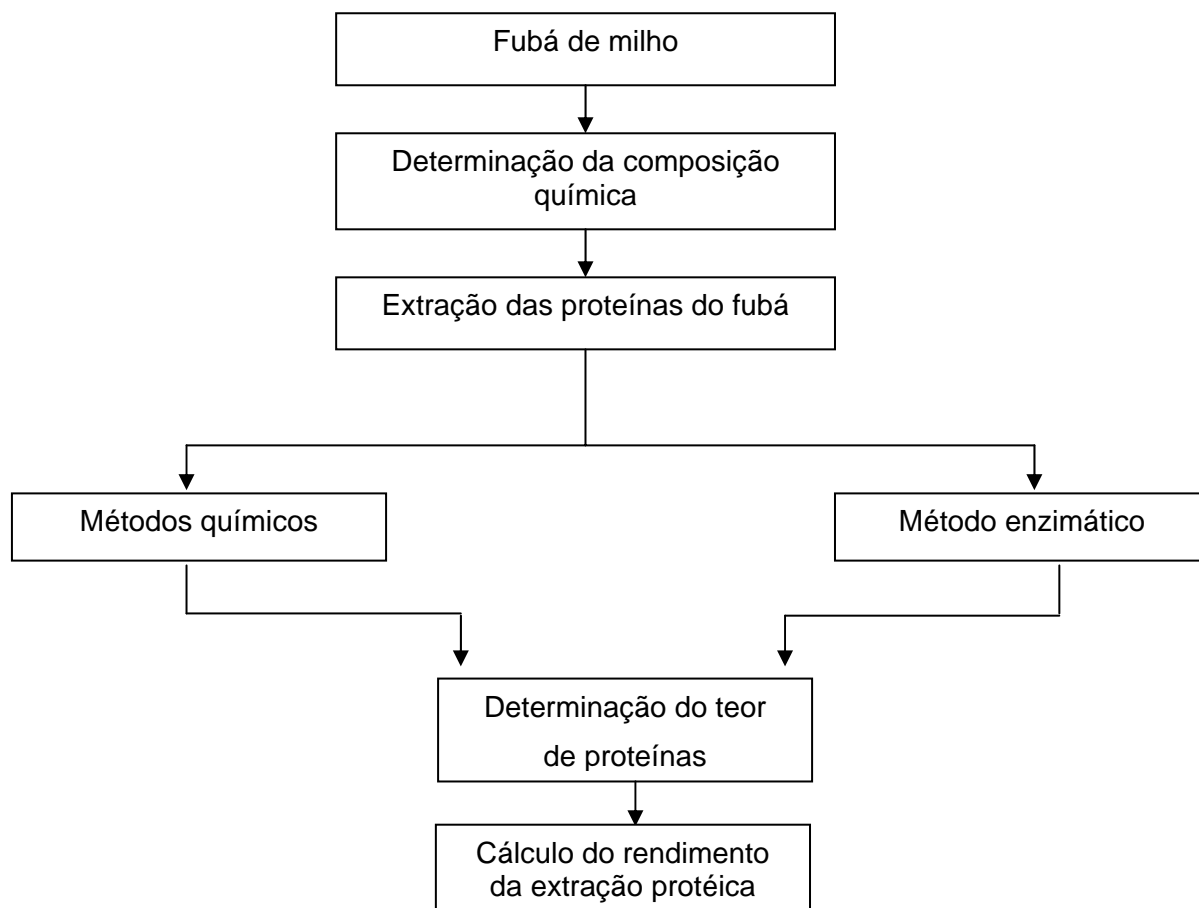 Fubá de milho
Determinação da composição
química
Extração das proteínas do fubá
Métodos químicos
Método enzimático
Determinação do teor
de proteínas
Cálculo do rendimento
da extração protéica